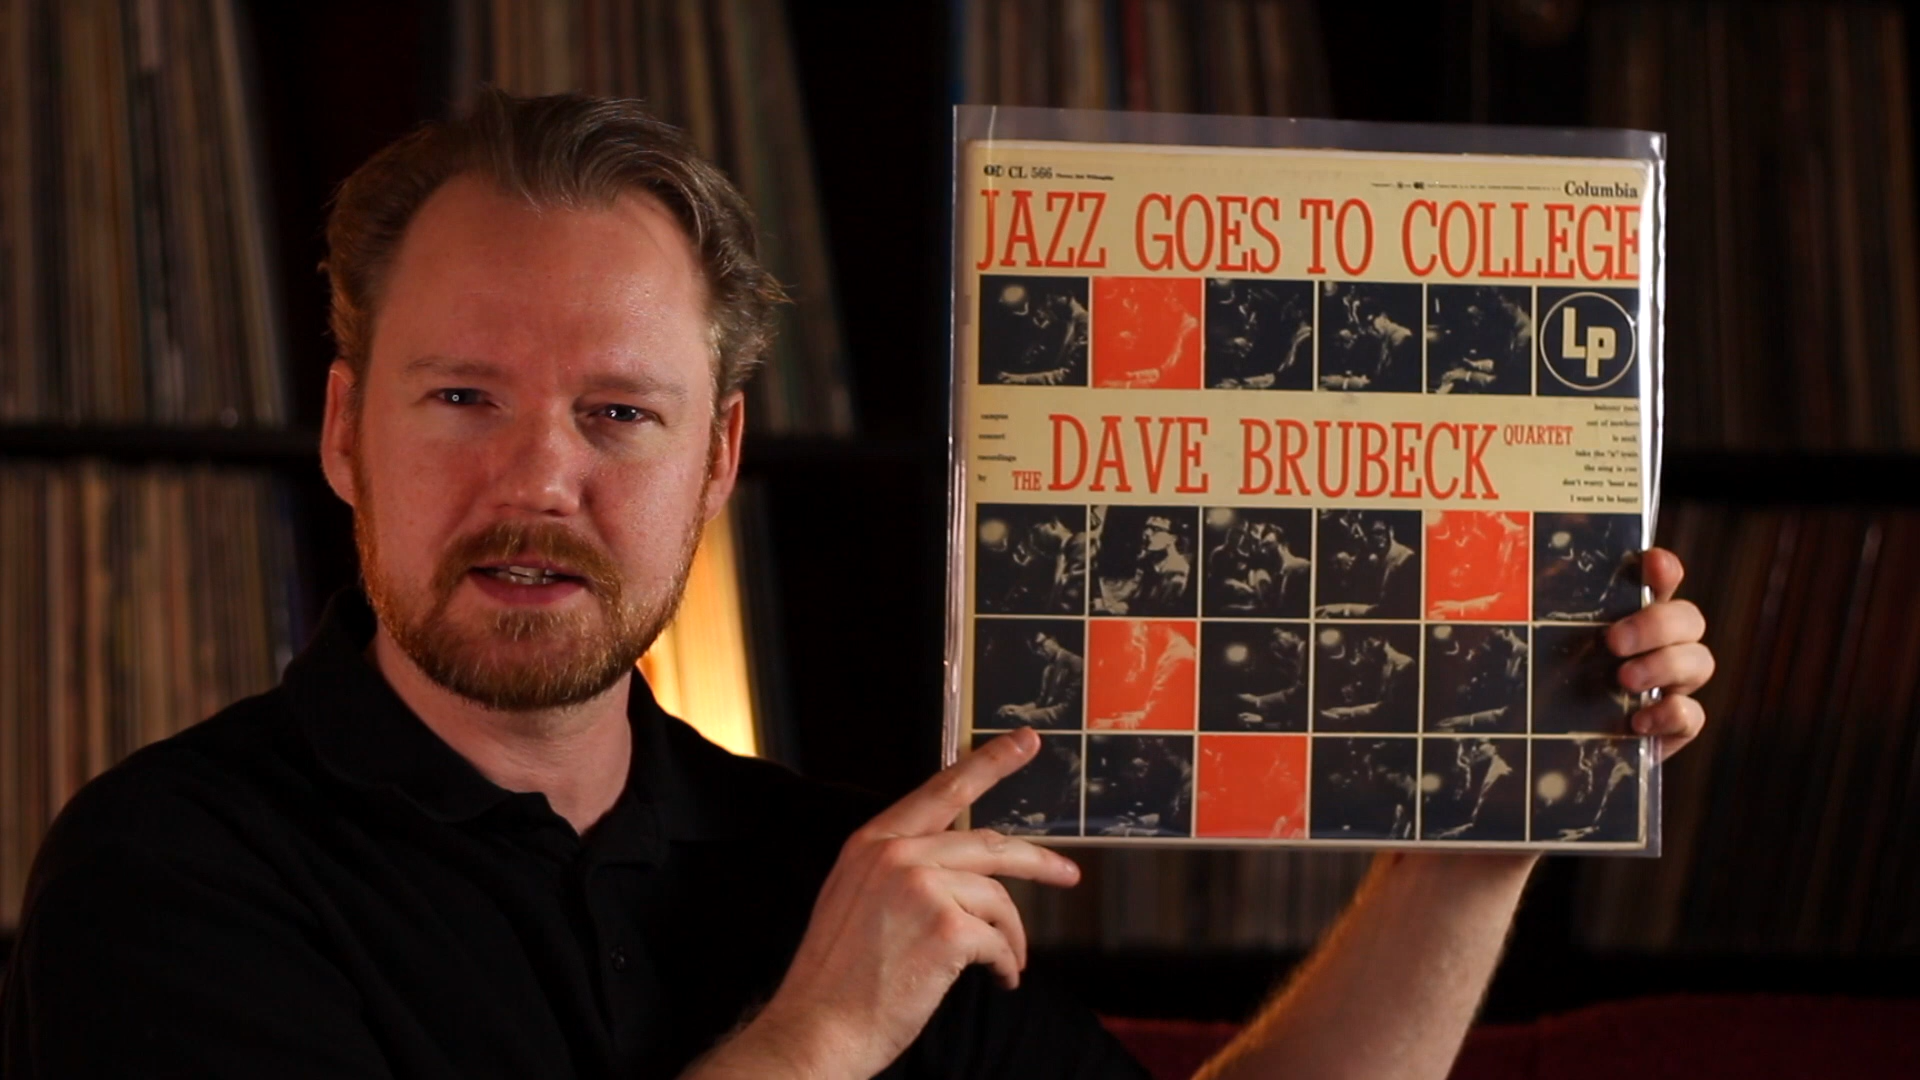 CL 566
Columbia
JAZZ GOES TO COLLEGE
Lp
campus
concert
recordings
by
THE DAVE BRUBECK QUARTET
balcony rock
out of nowhere
le souk
take the "a" train
the song is you
don't worry 'bout me
I want to be happy